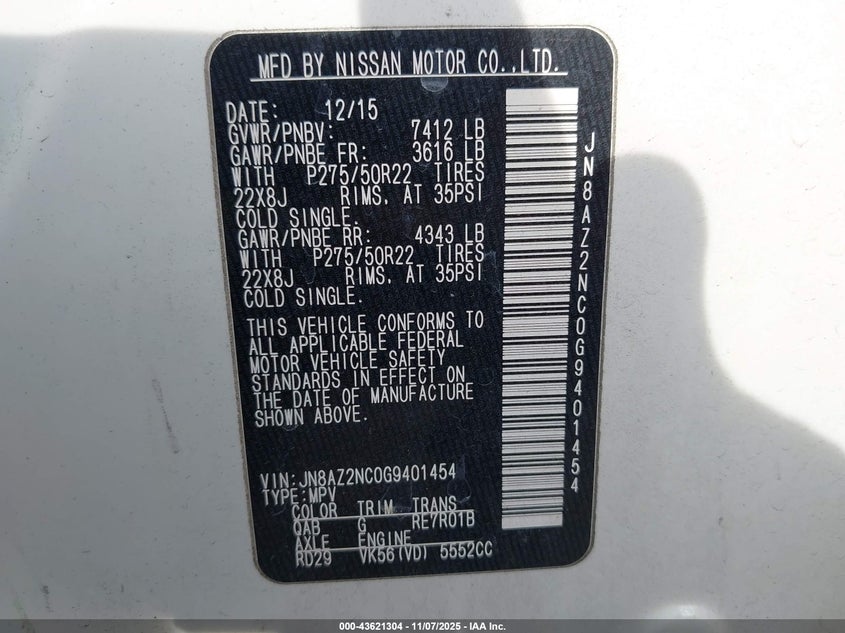 MFD BY NISSAN MOTOR CO.,LTD.
DATE: 12/15
GVWR/PNBV: 7412 LB
GAWR/PNBE FR: 3616 LB
WITH P275/50R22 TIRES
22X8J RIMS, AT 35PSI
COLD SINGLE.
GAWR/PNBE RR: 4343 LB
WITH P275/50R22 TIRES
22X8J RIMS, AT 35PSI
COLD SINGLE.
THIS VEHICLE CONFORMS TO
ALL APPLICABLE FEDERAL
MOTOR VEHICLE SAFETY
STANDARDS IN EFFECT ON
THE DATE OF MANUFACTURE
SHOWN ABOVE.
VIN: JN8AZ2NC0G9401454
TYPE: MPV
COLOR TRIM TRANS
QAB G RE7R01B
AXLE ENGINE
RD29 VK56(VD) 5552CC
JN8AZ2NC0G9401454
000-43621304 - 11/07/2025 - IAA Inc.